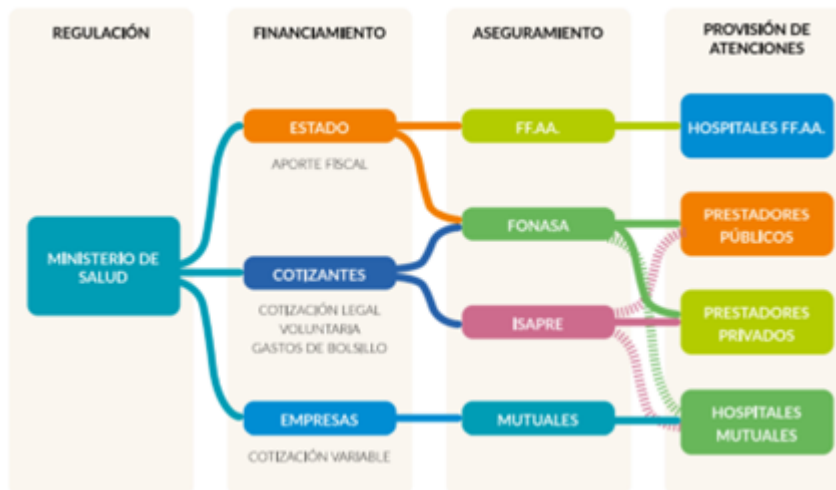 REGULACIÓN
FINANCIAMIENTO
ASEGURAMIENTO
PROVISIÓN DE
ATENCIONES
ESTADO
FF.AA.
HOSPITALES FF.AA.
APORTE FISCAL
MINISTERIO DE
SALUD
FONASA
PRESTADORES
PÚBLICOS
COTIZANTES
COTIZACIÓN LEGAL
VOLUNTARIA
GASTOS DE BOLSILLO
ISAPRE
PRESTADORES
PRIVADOS
EMPRESAS
MUTUALES
HOSPITALES
MUTUALES
COTIZACIÓN VARIABLE